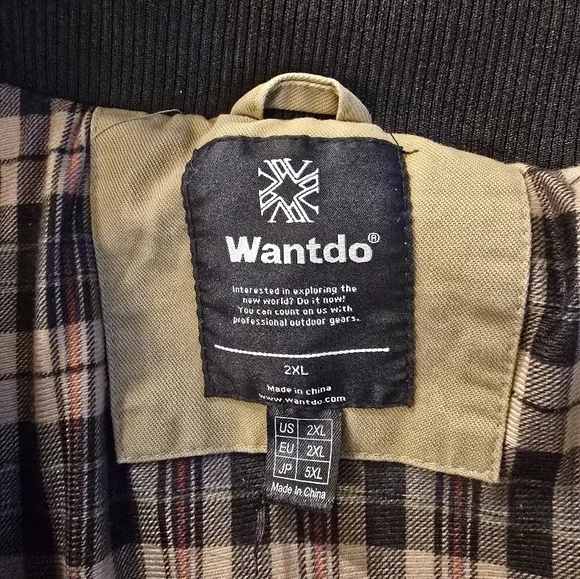 Wantdo®
Interested in exploring the
new world? Do it now!
You can count on us with
professional outdoor gears.
2XL
Made in china
www.wantdo.com
US 2XL
EU 2XL
JP 5XL
Made In China